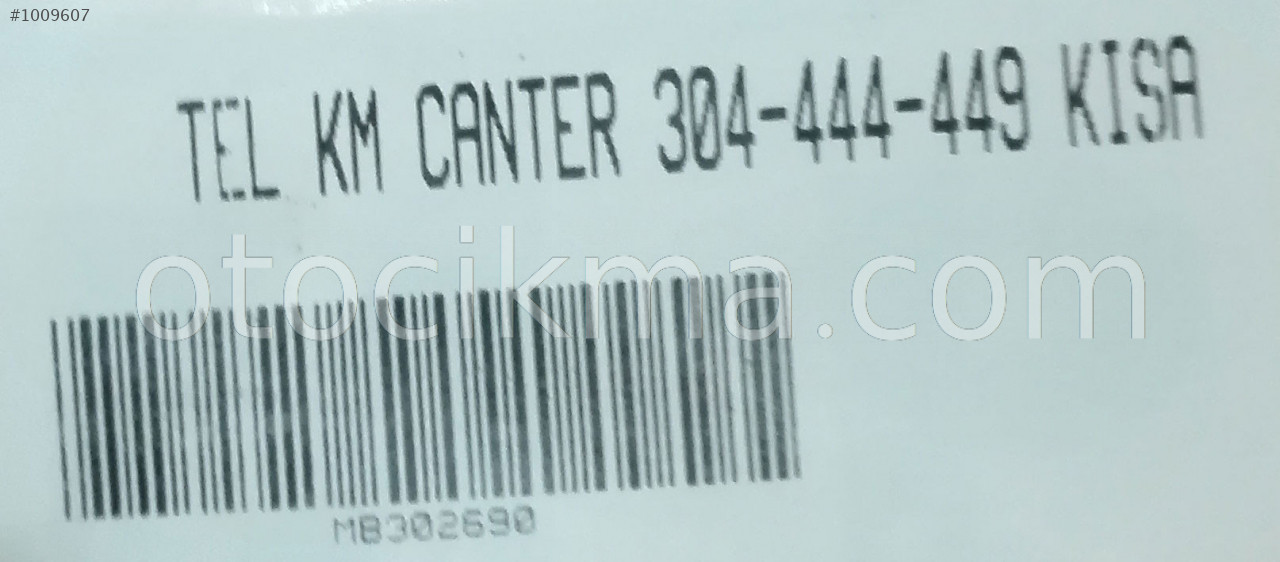 #1009607
TEL KM CANTER 304-444-449 KISA
otocikma.com
MB302690